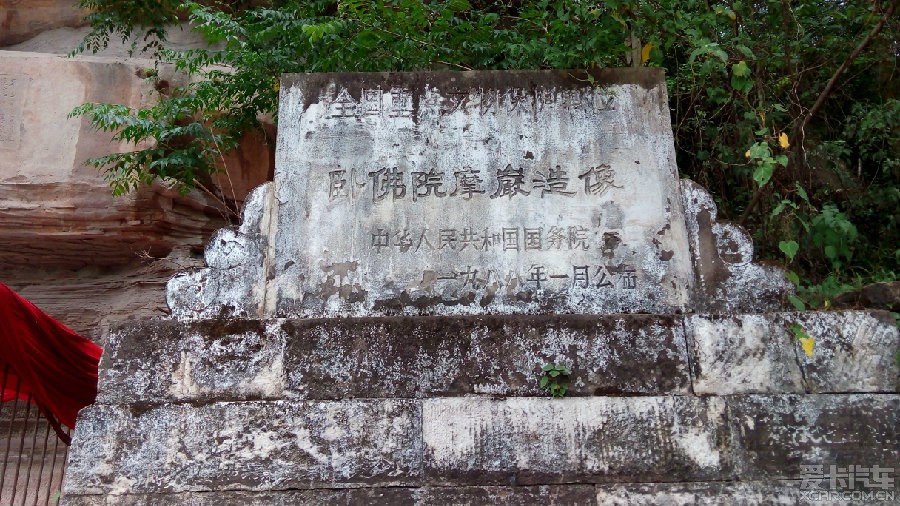 全国重点文物保护单位
卧佛院摩巖造像
中华人民共和国国务院
一九八八年一月公布
爱卡汽车
XCAR.COM.CN